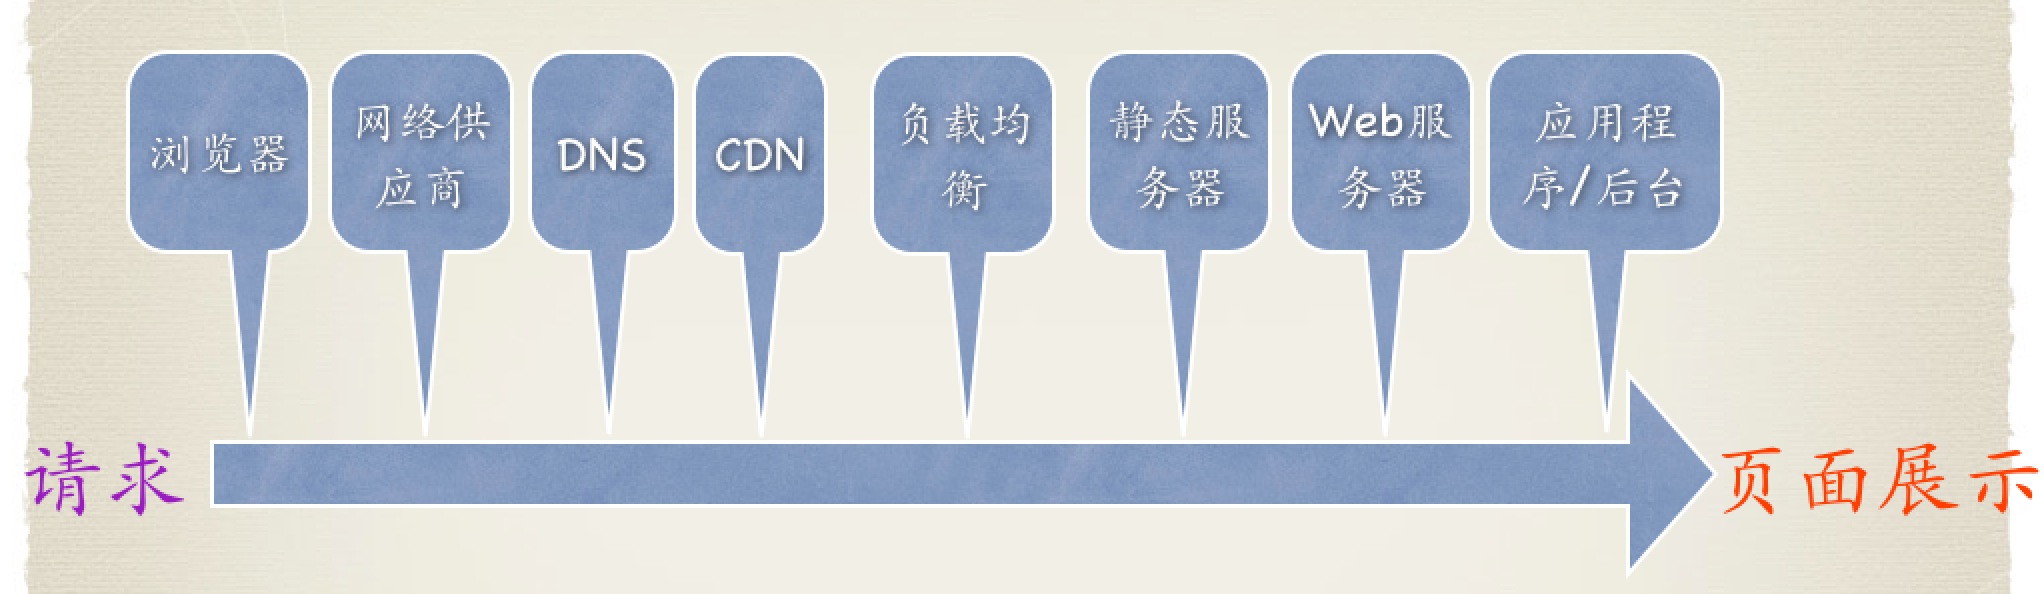 浏览器
网络供
应商
DNS
CDN
负载均
衡
静态服
务器
Web服
务器
应用程
序/后台
请求
页面展示